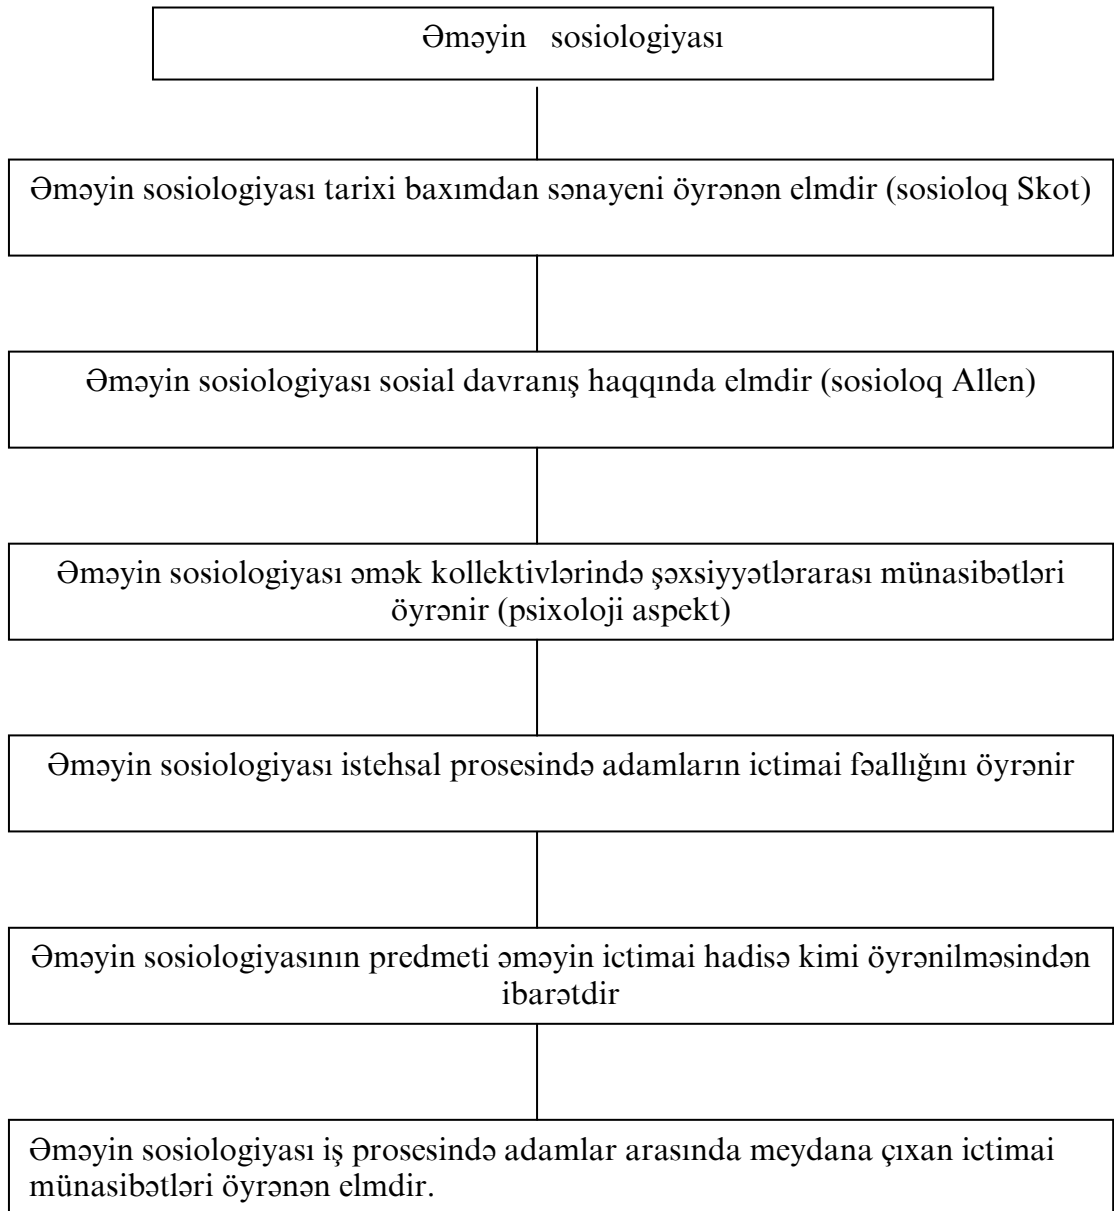 Əməyin sosiologiyası
Əməyin sosiologiyası tarixi baxımdan sənayeni öyrənən elmdir (sosioloq Skot)
Əməyin sosiologiyası sosial davranış haqqında elmdir (sosioloq Allen)
Əməyin sosiologiyası əmək kollektivlərində şəxsiyyətlərarası münasibətləri
öyrənir (psixoloji aspekt)
Əməyin sosiologiyası istehsal prosesində adamların ictimai fəallığını öyrənir
Əməyin sosiologiyasının predmeti əməyin ictimai hadisə kimi öyrənilməsindən
ibarətdir
Əməyin sosiologiyası iş prosesində adamlar arasında meydana çıxan ictimai
münasibətləri öyrənən elmdir.